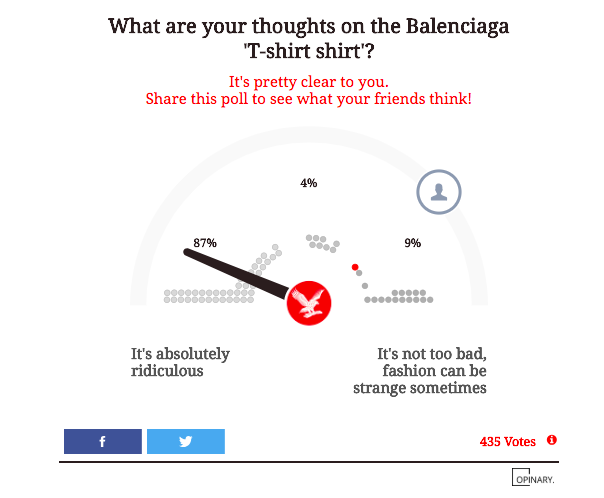 What are your thoughts on the Balenciaga
'T-shirt shirt'?
It's pretty clear to you.
Share this poll to see what your friends think!
4%
87%
9%
It's absolutely
ridiculous
It's not too bad,
fashion can be
strange sometimes
f
435 Votes
i
OPINARY.